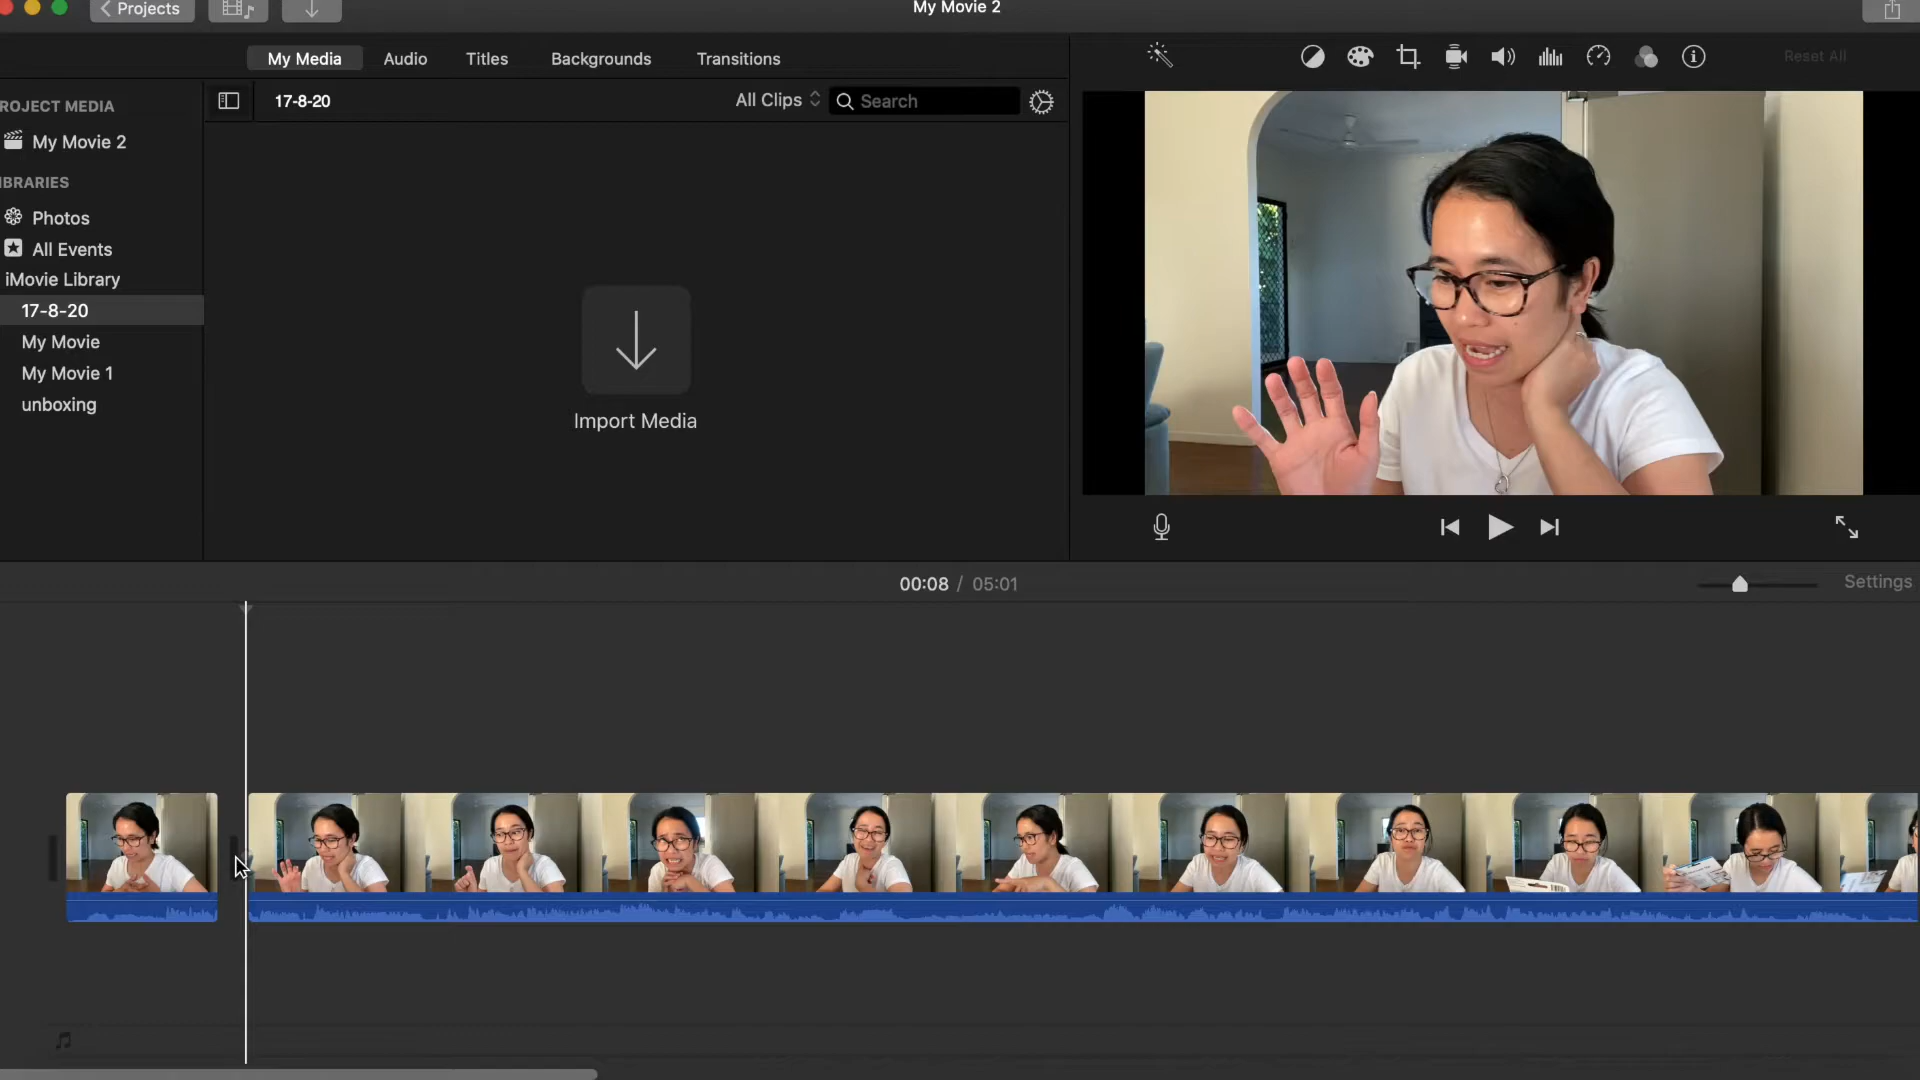 Projects
My Movie 2
My Media Audio Titles Backgrounds Transitions
Reset All
ROJECT MEDIA
17-8-20
All Clips
Search
My Movie 2
IBRARIES
Photos
All Events
iMovie Library
17-8-20
My Movie
My Movie 1
unboxing
Import Media
00:08 / 05:01
Settings